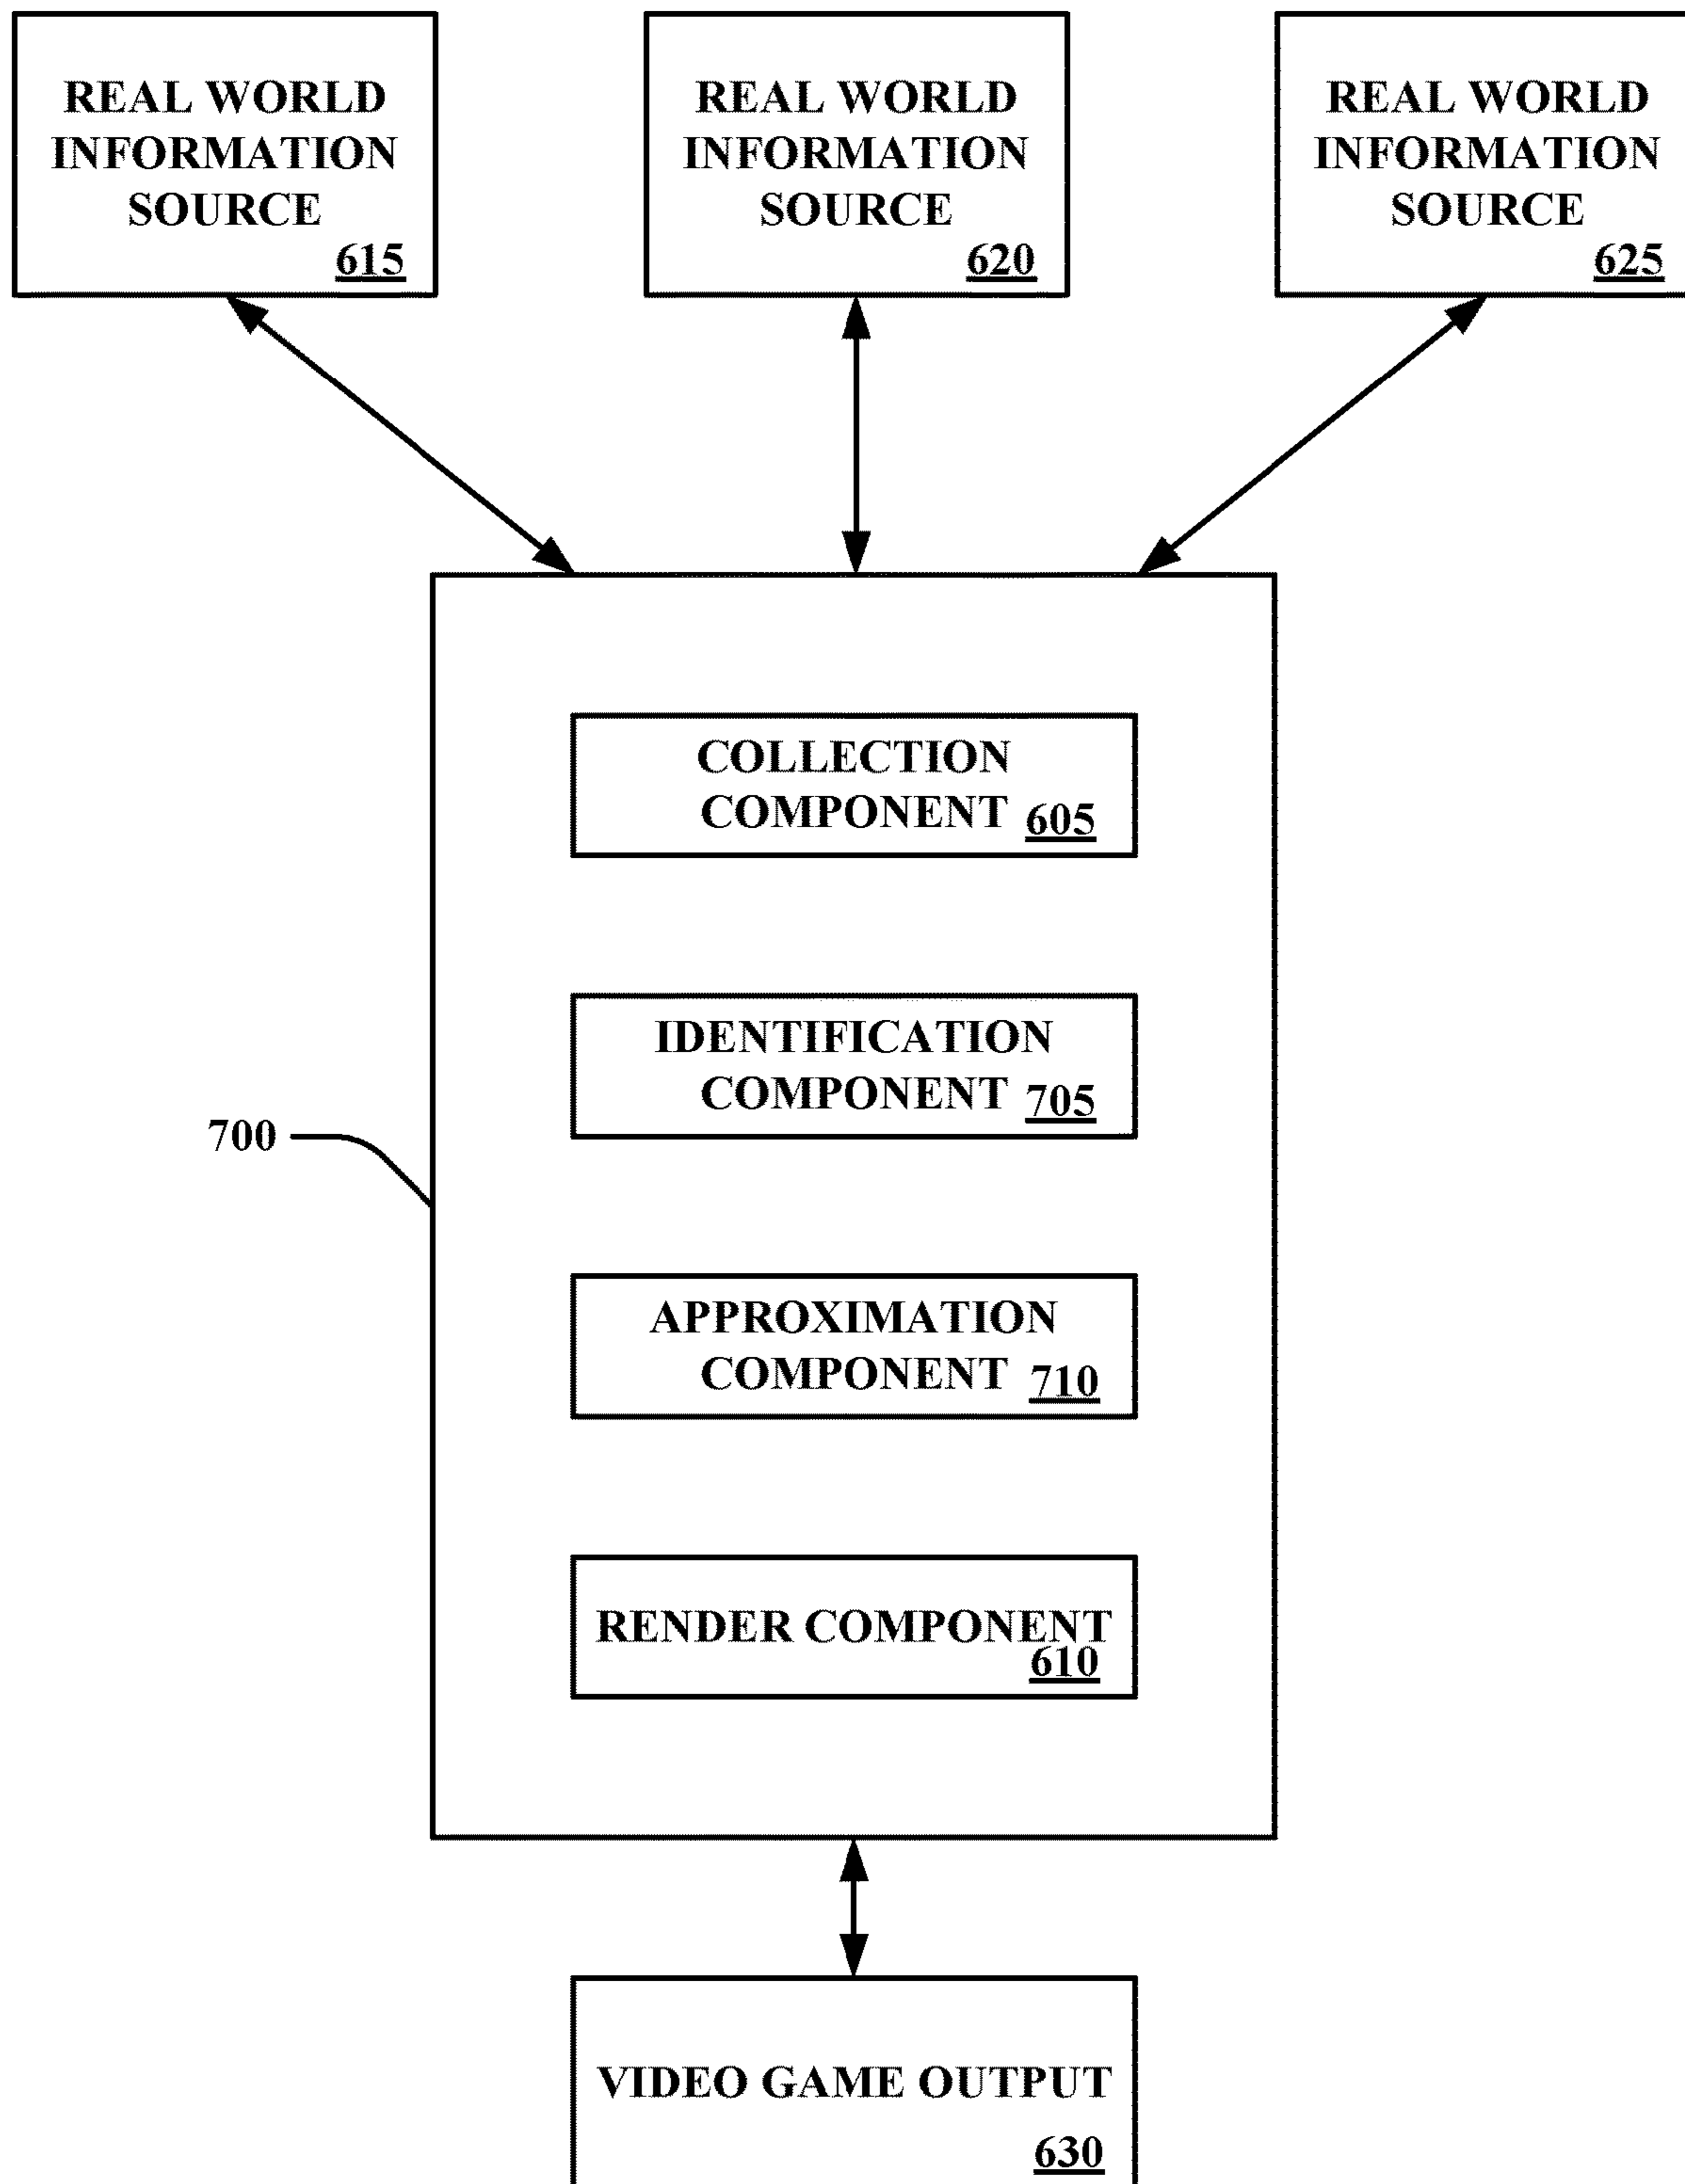 REAL WORLD
INFORMATION
SOURCE
615
REAL WORLD
INFORMATION
SOURCE
620
REAL WORLD
INFORMATION
SOURCE
625
COLLECTION
COMPONENT 605
IDENTIFICATION
COMPONENT 705
700
APPROXIMATION
COMPONENT 710
RENDER COMPONENT
610
VIDEO GAME OUTPUT
630